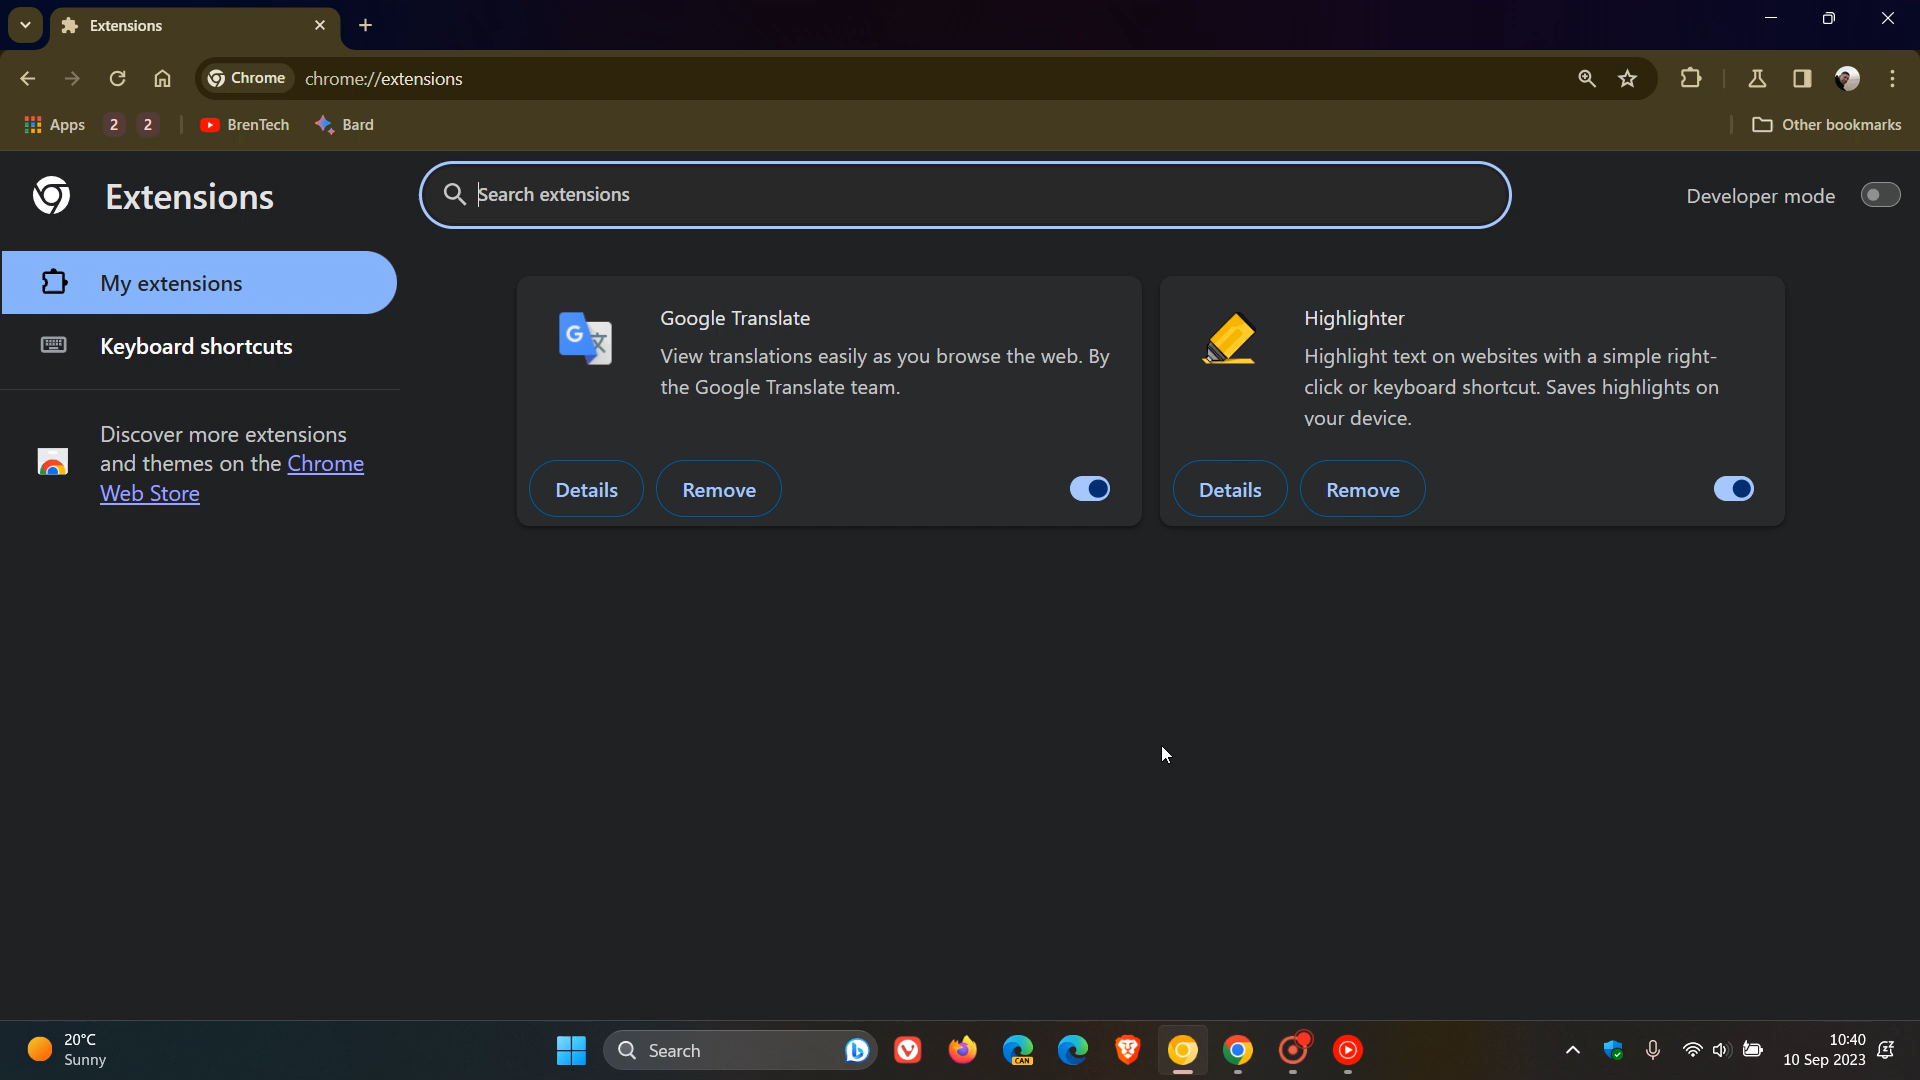 Extensions
Chrome chrome://extensions
Apps 2 2 BrenTech Bard Other bookmarks
Extensions
Search extensions
Developer mode
My extensions
Keyboard shortcuts
Discover more extensions
and themes on the Chrome
Web Store
Google Translate
View translations easily as you browse the web. By
the Google Translate team.
Details Remove
Highlighter
Highlight text on websites with a simple right-
click or keyboard shortcut. Saves highlights on
your device.
Details Remove
20°C
Sunny
Search
CAN
10:40
10 Sep 2023